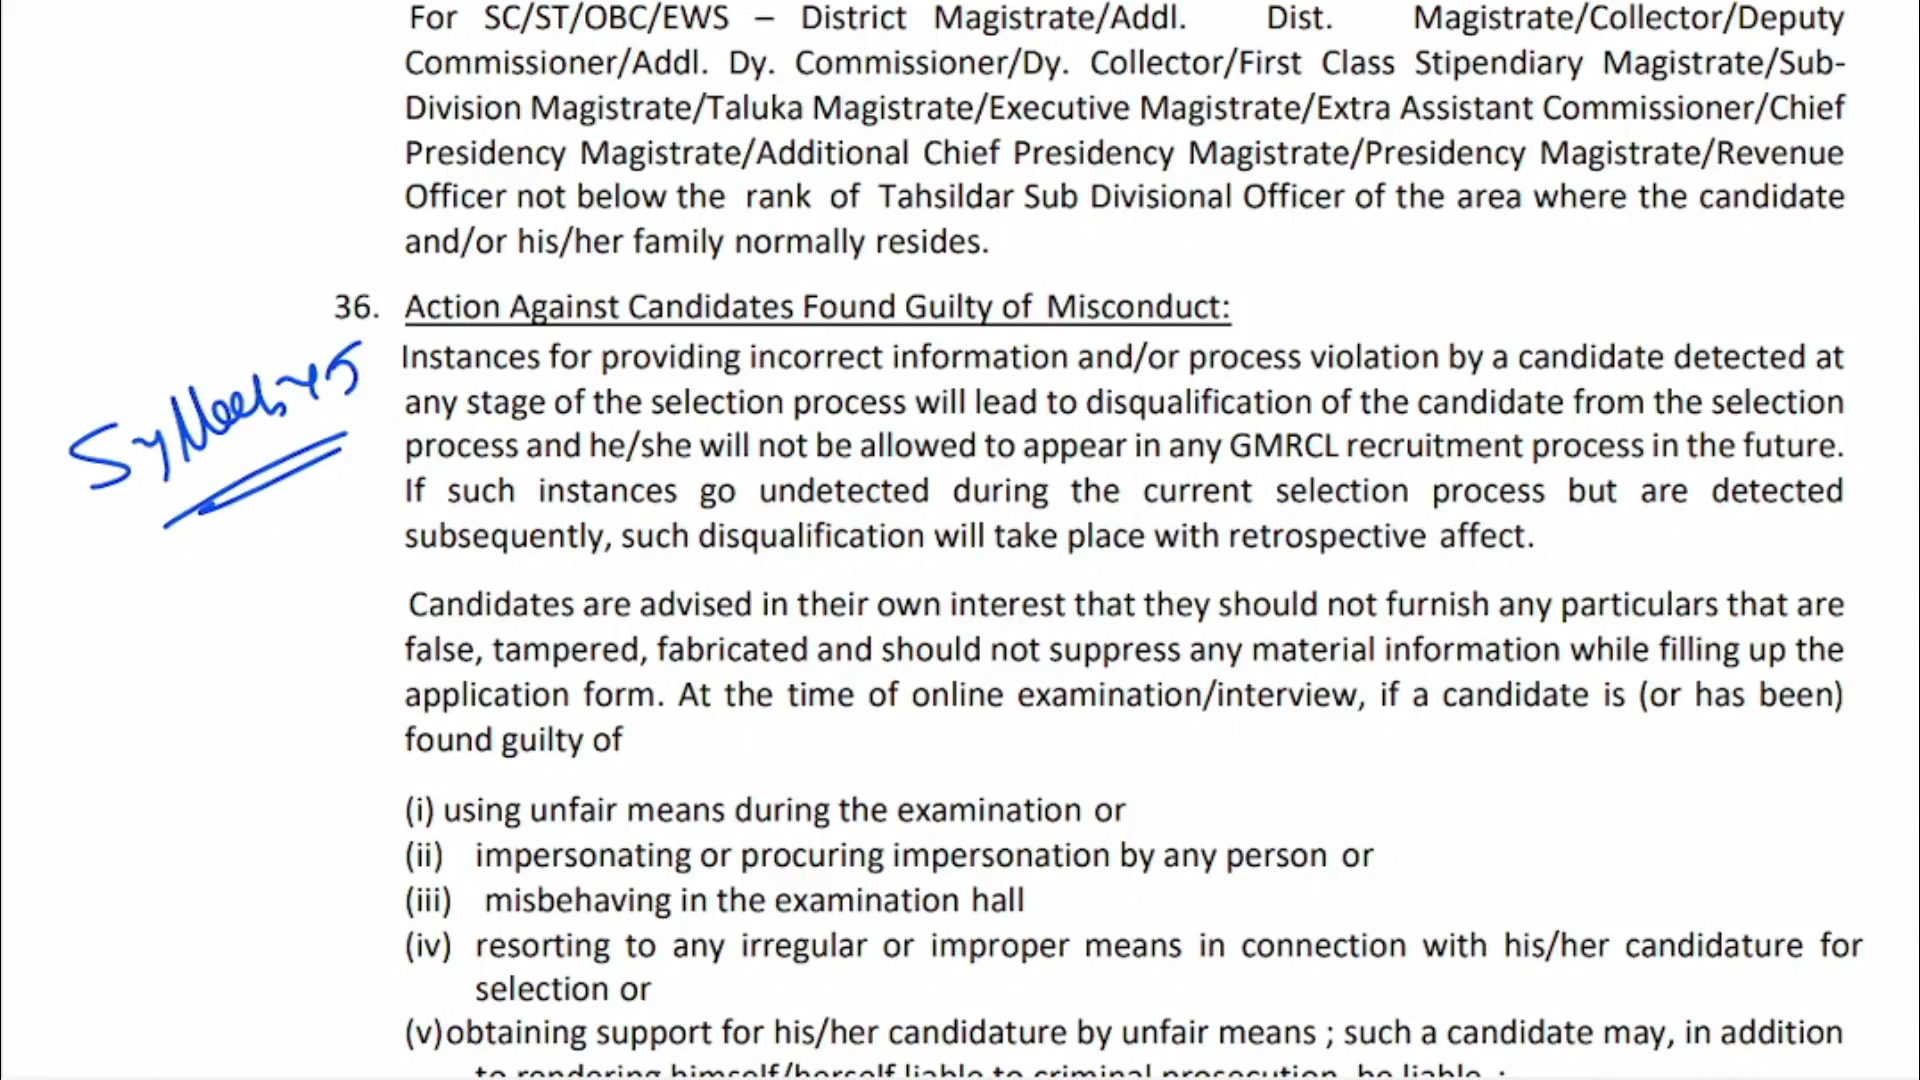 For SC/ST/OBC/EWS – District Magistrate/Addl. Dist. Magistrate/Collector/Deputy
Commissioner/Addl. Dy. Commissioner/Dy. Collector/First Class Stipendiary Magistrate/Sub-
Division Magistrate/Taluka Magistrate/Executive Magistrate/Extra Assistant Commissioner/Chief
Presidency Magistrate/Additional Chief Presidency Magistrate/Presidency Magistrate/Revenue
Officer not below the rank of Tahsildar Sub Divisional Officer of the area where the candidate
and/or his/her family normally resides.
36. Action Against Candidates Found Guilty of Misconduct:
Instances for providing incorrect information and/or process violation by a candidate detected at
any stage of the selection process will lead to disqualification of the candidate from the selection
process and he/she will not be allowed to appear in any GMRCL recruitment process in the future.
If such instances go undetected during the current selection process but are detected
subsequently, such disqualification will take place with retrospective affect.
Candidates are advised in their own interest that they should not furnish any particulars that are
false, tampered, fabricated and should not suppress any material information while filling up the
application form. At the time of online examination/interview, if a candidate is (or has been)
found guilty of
(i) using unfair means during the examination or
(ii) impersonating or procuring impersonation by any person or
(iii) misbehaving in the examination hall
(iv) resorting to any irregular or improper means in connection with his/her candidature for
selection or
(v)obtaining support for his/her candidature by unfair means ; such a candidate may, in addition
to rendering himself/herself liable to criminal prosecution, be liable :